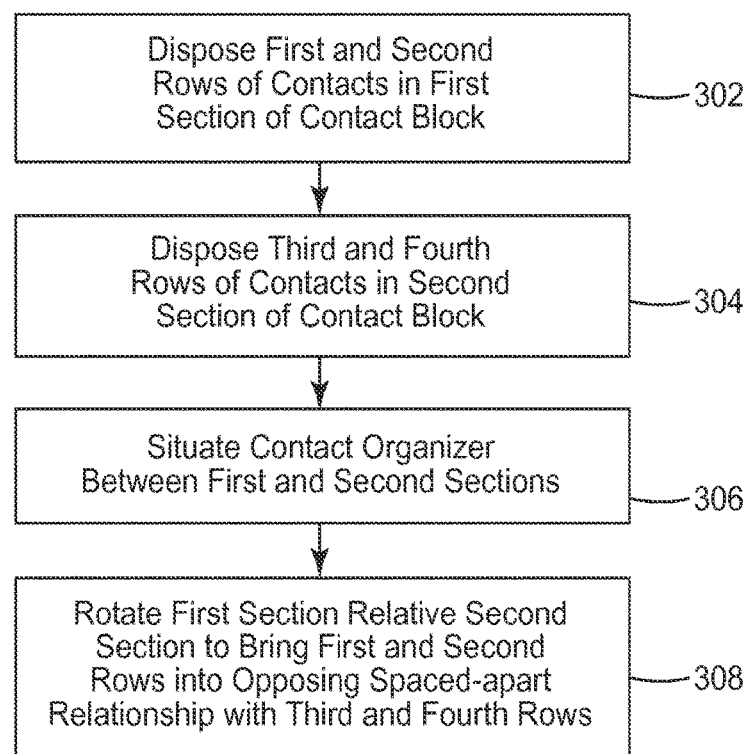 Dispose First and Second
Rows of Contacts in First
Section of Contact Block
302
Dispose Third and Fourth
Rows of Contacts in Second
Section of Contact Block
304
Situate Contact Organizer
Between First and Second Sections
306
Rotate First Section Relative Second
Section to Bring First and Second
Rows into Opposing Spaced-apart
Relationship with Third and Fourth Rows
308